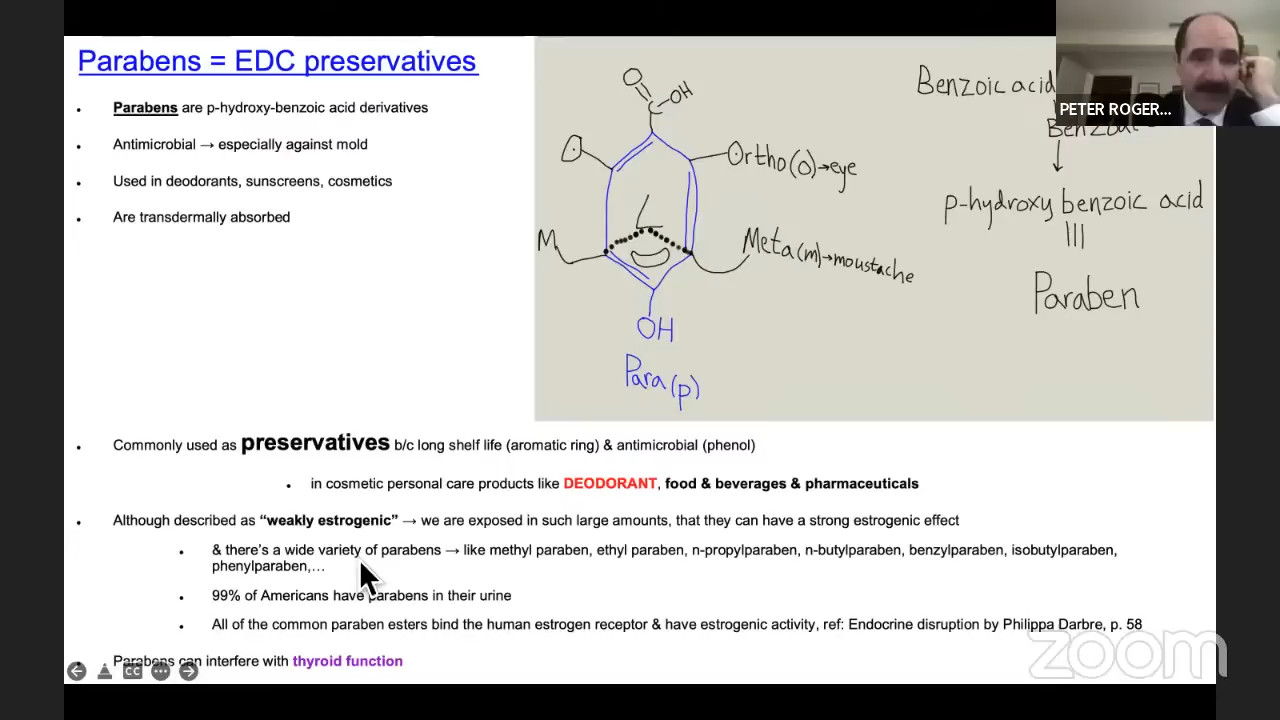 Parabens = EDC preservatives
Parabens are p-hydroxy-benzoic acid derivatives
Antimicrobial → especially against mold
Used in deodorants, sunscreens, cosmetics
Are transdermally absorbed
O
OH
C
O
Ortho(o)→eye
L
M
Meta(m)→moustache
OH
Para(p)
Benzoic acid
p-hydroxy benzoic acid
Paraben
PETER ROGER...
Commonly used as preservatives b/c long shelf life (aromatic ring) & antimicrobial (phenol)
in cosmetic personal care products like DEODORANT, food & beverages & pharmaceuticals
Although described as “weakly estrogenic” → we are exposed in such large amounts, that they can have a strong estrogenic effect
& there's a wide variety of parabens → like methyl paraben, ethyl paraben, n-propylparaben, n-butylparaben, benzylparaben, isobutylparaben,
phenylparaben,…
99% of Americans have parabens in their urine
All of the common paraben esters bind the human estrogen receptor & have estrogenic activity, ref: Endocrine disruption by Philippa Darbre, p. 58
Parabens can interfere with thyroid function
CC
zoom